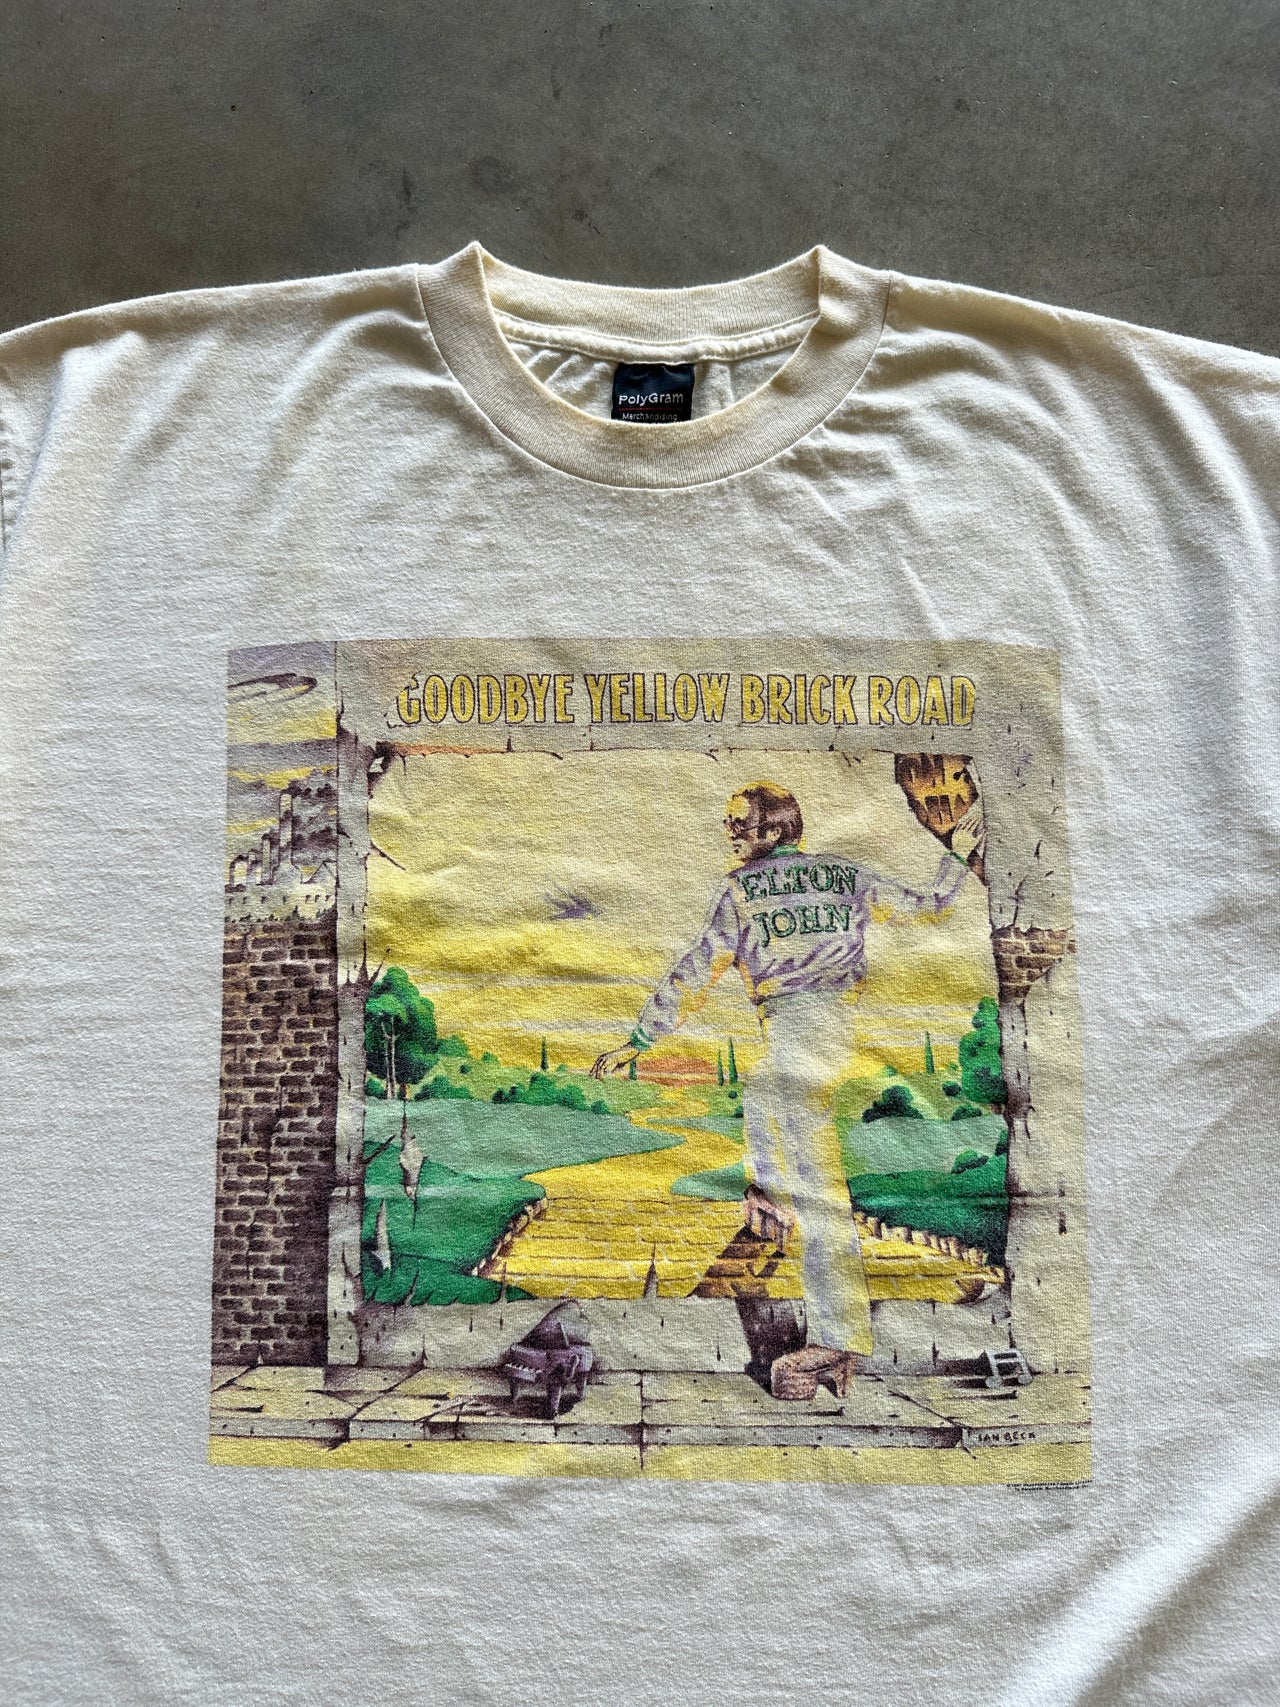 PolyGram
Merchandising
GOODBYE YELLOW BRICK ROAD
ELTON
JOHN
IAN BECK